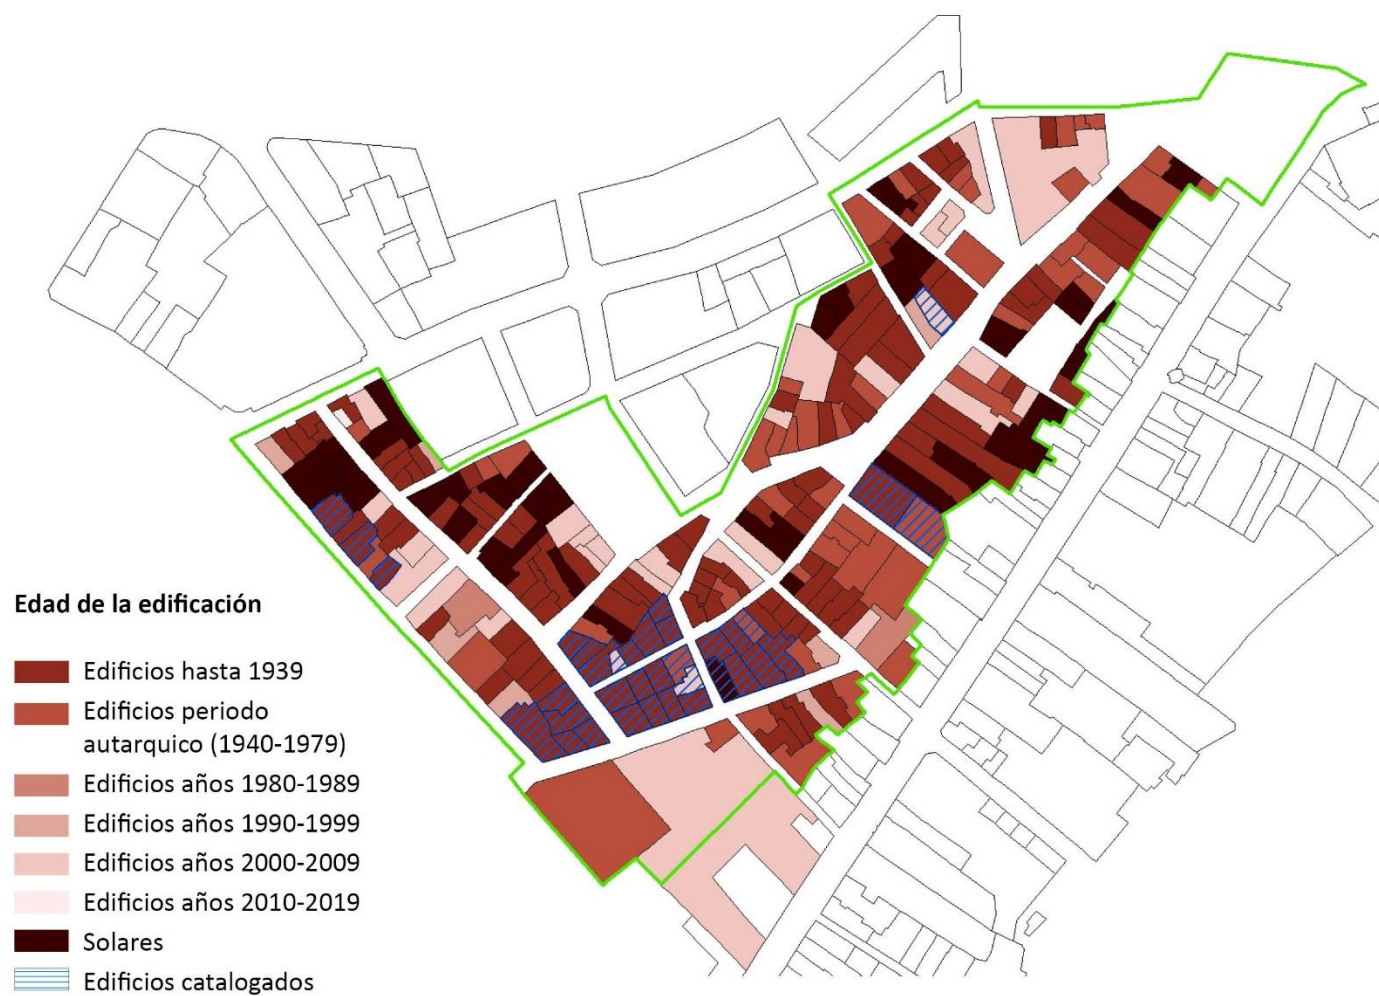 Edad de la edificación
Edificios hasta 1939
Edificios periodo
autarquico (1940-1979)
Edificios años 1980-1989
Edificios años 1990-1999
Edificios años 2000-2009
Edificios años 2010-2019
Solares
Edificios catalogados